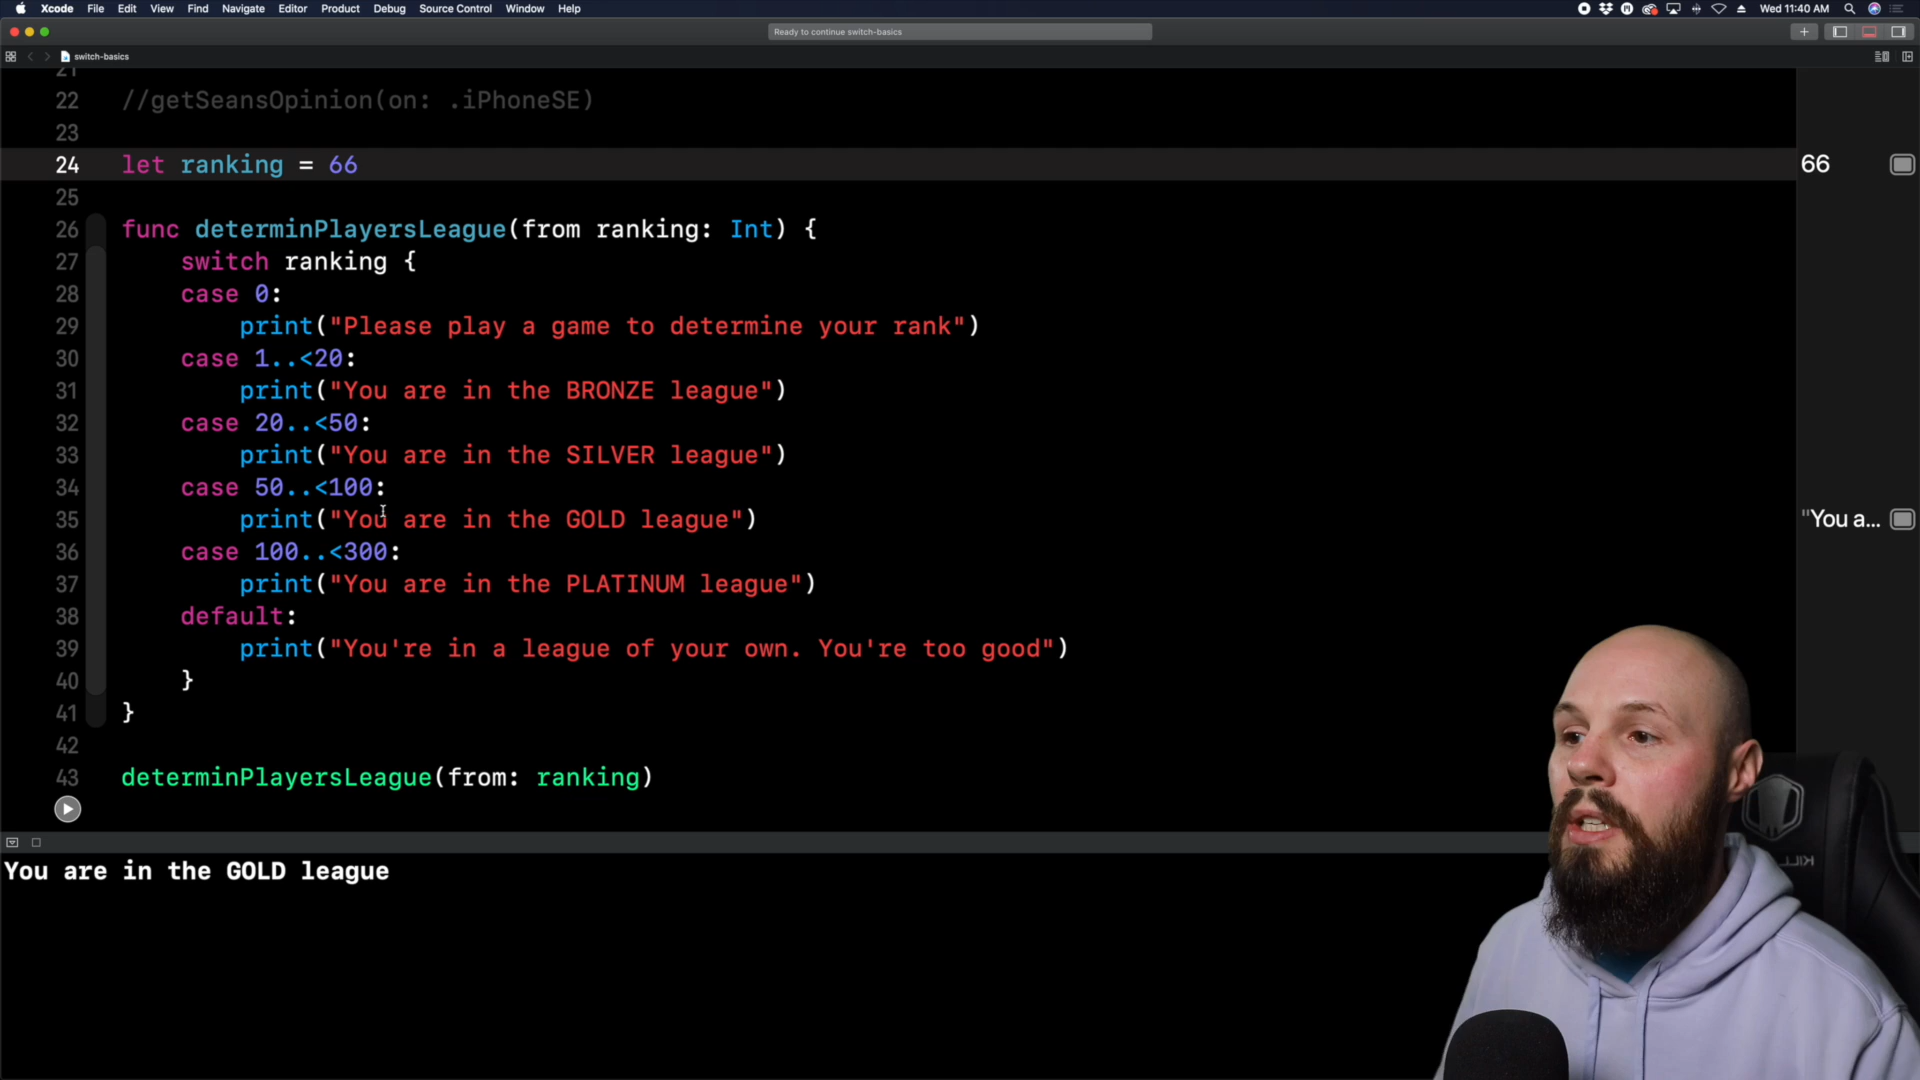 Xcode File Edit View Find Navigate Editor Product Debug Source Control Window Help
Wed 11:40 AM
Ready to continue switch-basics
switch-basics
21
22 //getSeansOpinion(on: .iPhoneSE)
23
24 let ranking = 66
66
25
26 func determinPlayersLeague(from ranking: Int) {
27 switch ranking {
28 case 0:
29 print("Please play a game to determine your rank")
30 case 1..<20:
31 print("You are in the BRONZE league")
32 case 20..<50:
33 print("You are in the SILVER league")
34 case 50..<100:
35 print("You are in the GOLD league")
"You a...
36 case 100..<300:
37 print("You are in the PLATINUM league")
38 default:
39 print("You're in a league of your own. You're too good")
40 }
41 }
42
43 determinPlayersLeague(from: ranking)
You are in the GOLD league